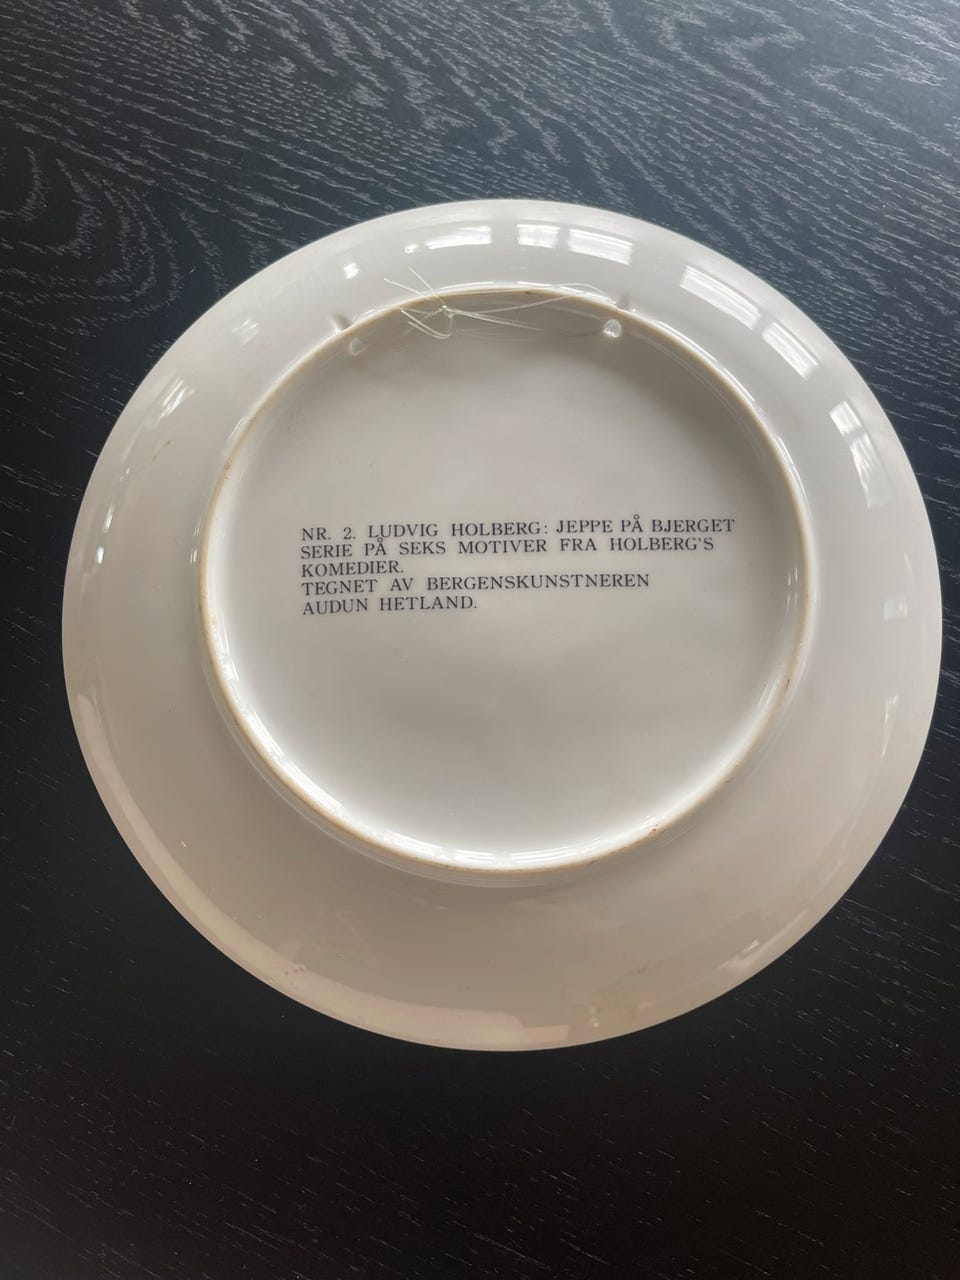 NR. 2. LUDVIG HOLBERG: JEPPE PÅ BJERGET
SERIE PÅ SEKS MOTIVER FRA HOLBERG'S
KOMEDIER.
TEGNET AV BERGENSKUNSTNEREN
AUDUN HETLAND.